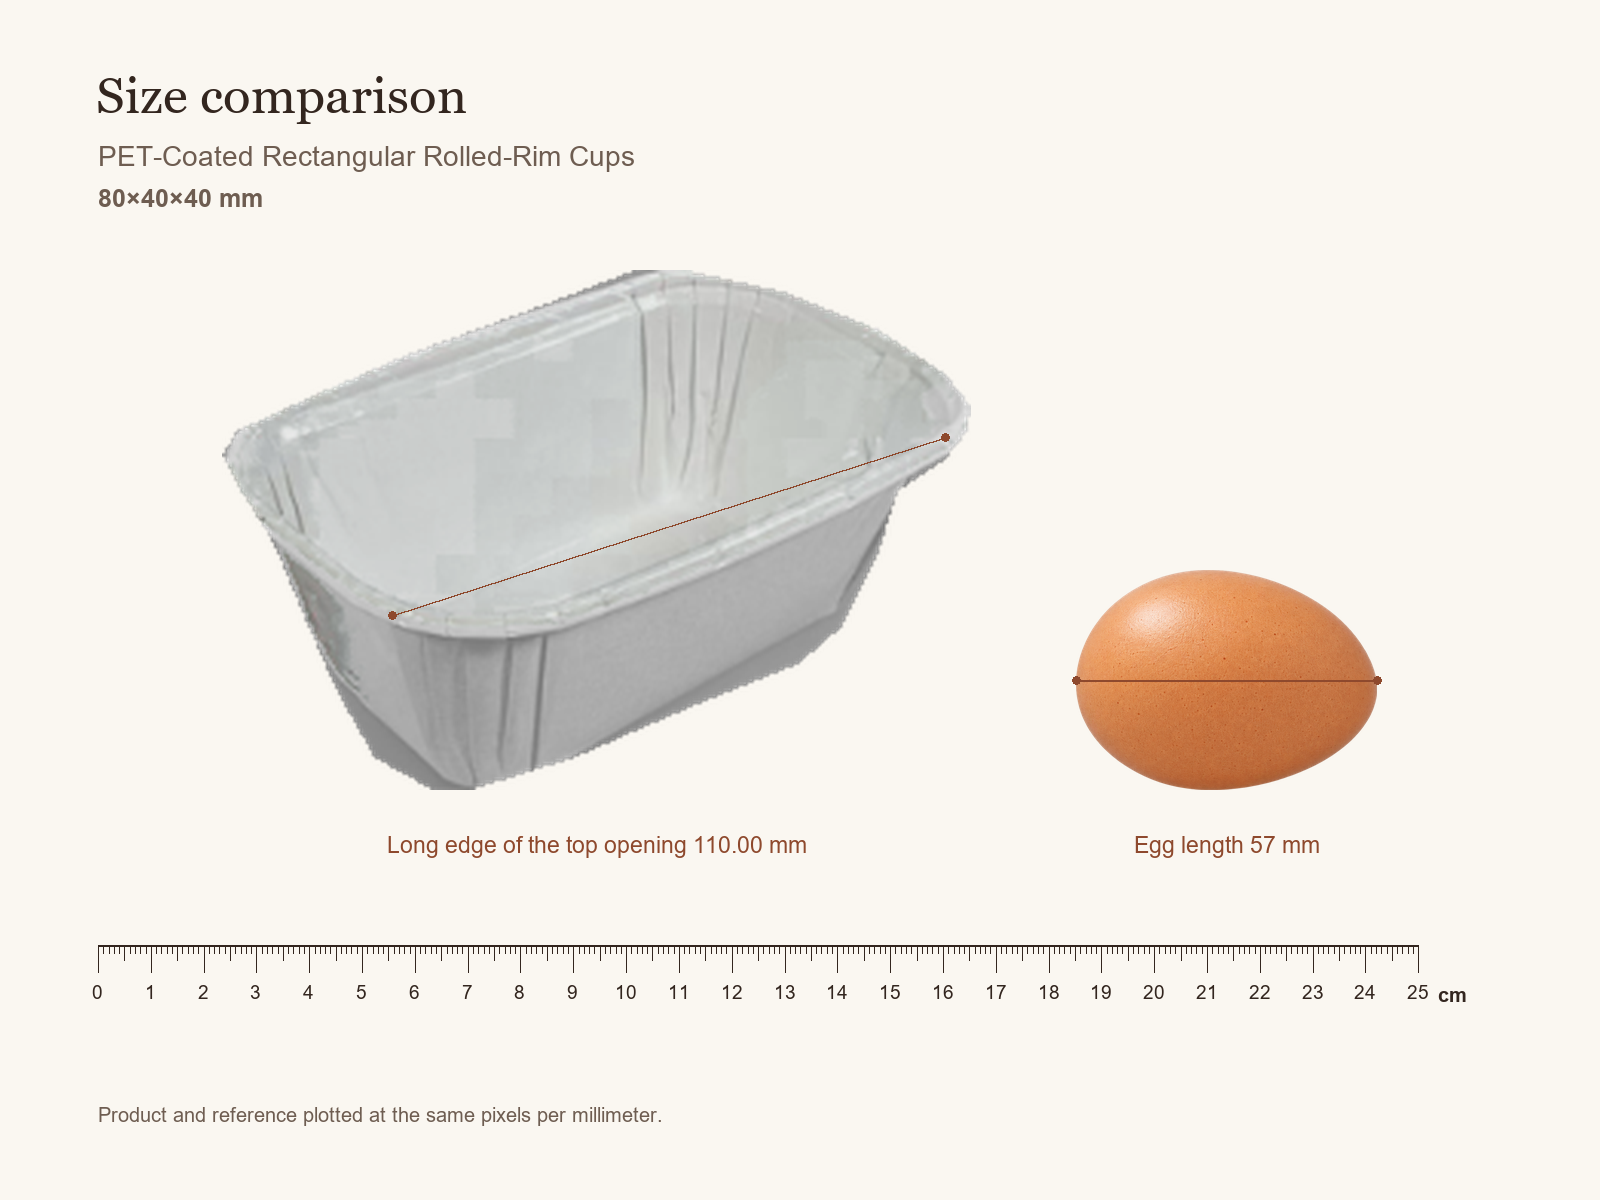 Size comparison
PET-Coated Rectangular Rolled-Rim Cups
80×40×40 mm
Long edge of the top opening 110.00 mm
Egg length 57 mm
0 1 2 3 4 5 6 7 8 9 10 11 12 13 14 15 16 17 18 19 20 21 22 23 24 25 cm
Product and reference plotted at the same pixels per millimeter.